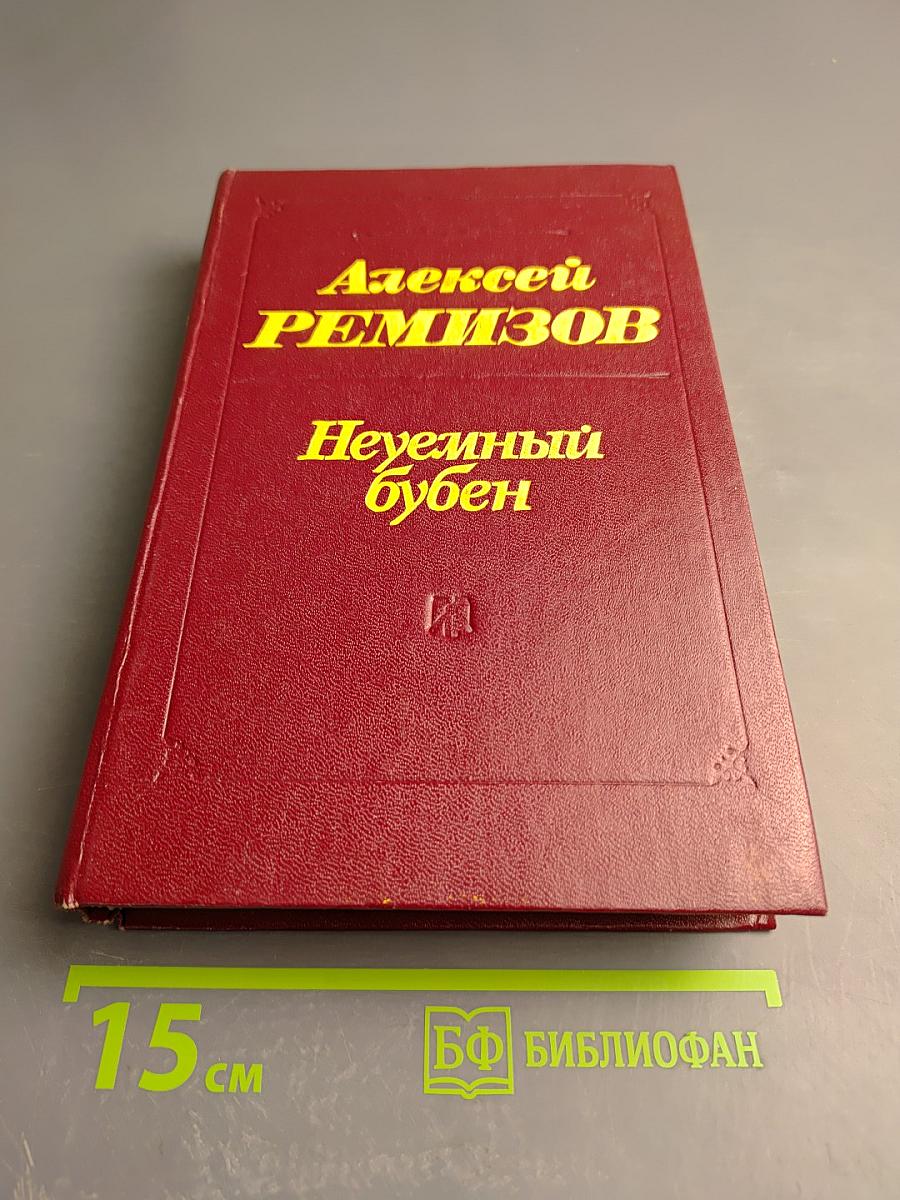 Алексей
РЕМИЗОВ
Неуемный
бубен
15 см
БФ БИБЛИОФАН